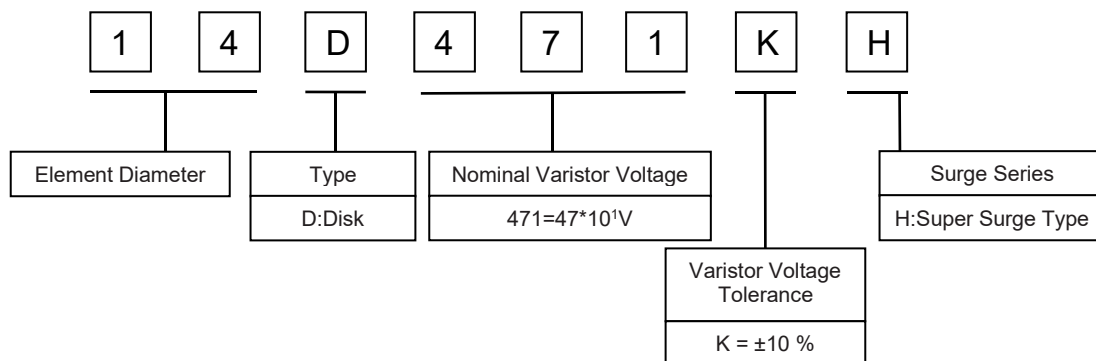 1 4 D 4 7 1 K H
Element Diameter
Type
D:Disk
Nominal Varistor Voltage
471=47*10¹V
Varistor Voltage
Tolerance
K = ±10 %
Surge Series
H:Super Surge Type